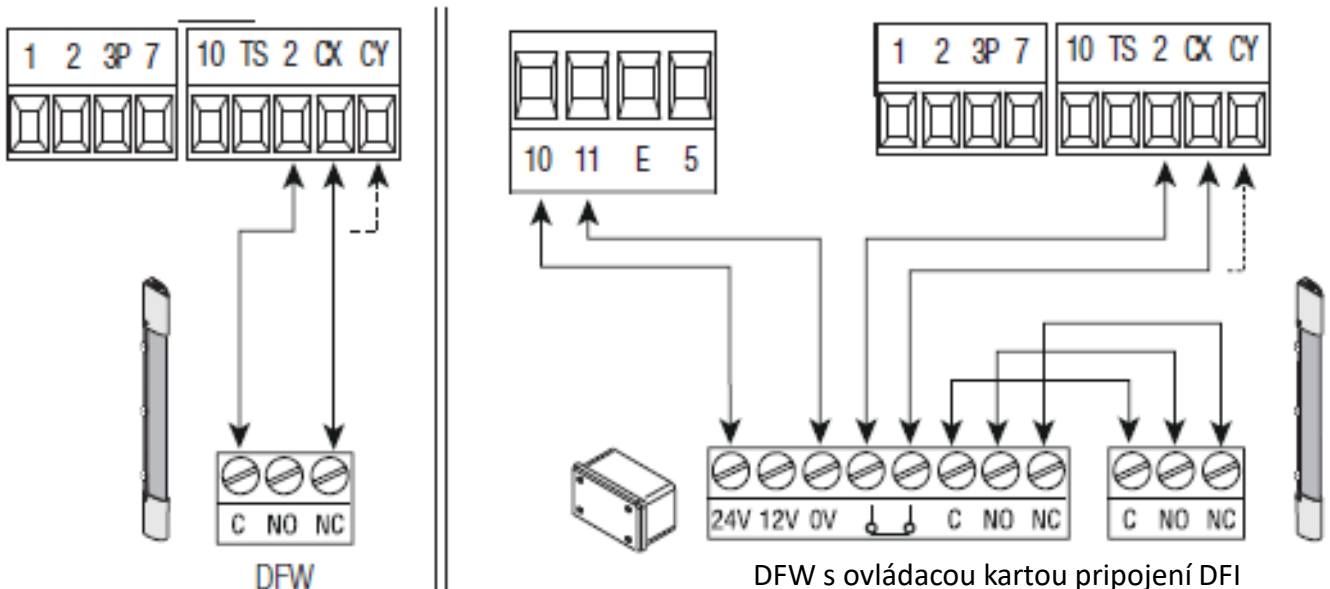 1 2 3P 7 10 TS 2 CX CY
C NO NC
DFW
10 11 E 5
1 2 3P 7 10 TS 2 CX CY
24V 12V 0V C NO NC
C NO NC
DFW s ovládacou kartou pripojení DFI